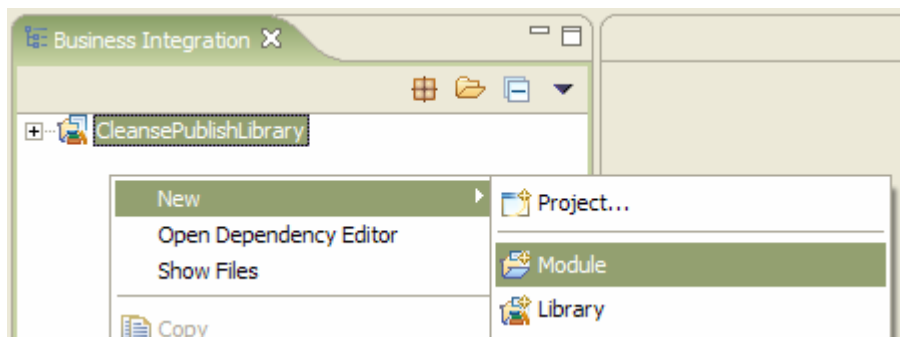 Business Integration
CleansePublishLibrary
New
Project...
Open Dependency Editor
Module
Show Files
Library
Copy